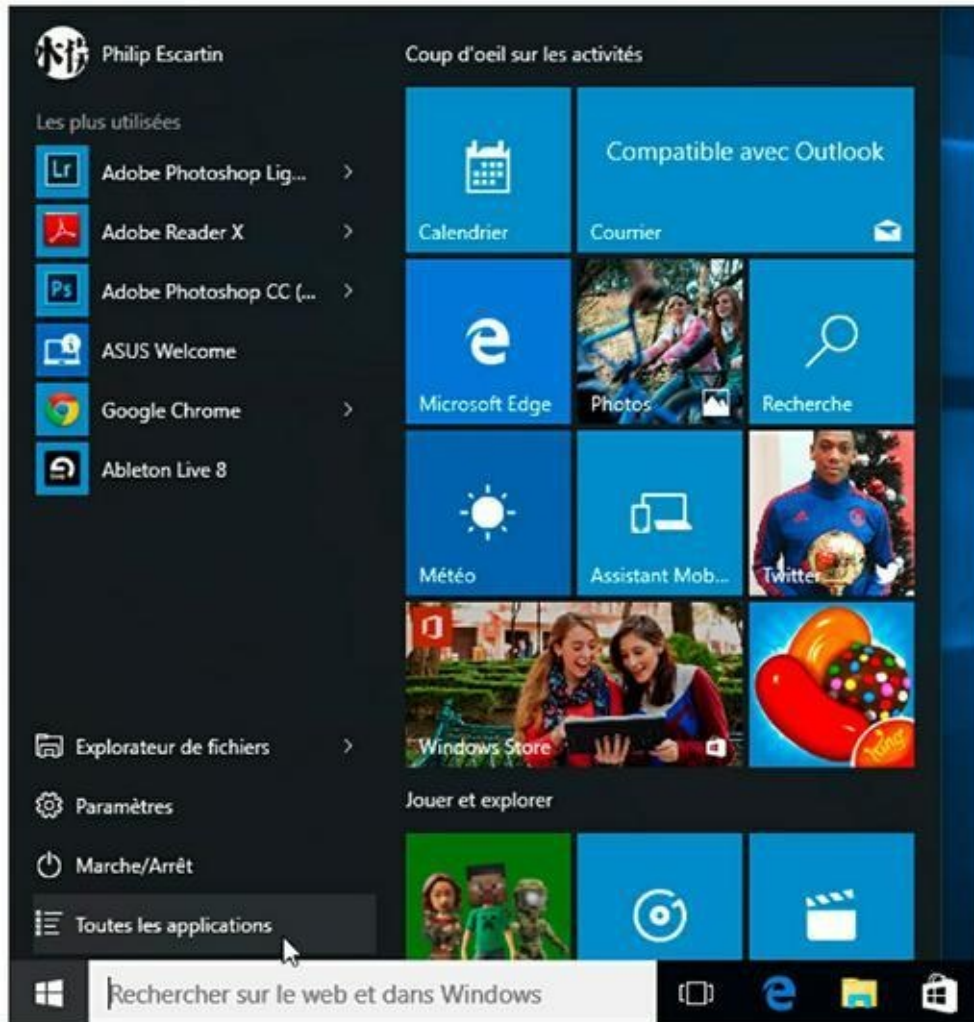 Philip Escartin
Les plus utilisées
Lr
Adobe Photoshop Lig...
Adobe Reader X
Ps
Adobe Photoshop CC (...
ASUS Welcome
Google Chrome
Ableton Live 8
Explorateur de fichiers
Paramètres
Marche/Arrêt
Toutes les applications
Coup d'oeil sur les activités
Calendrier
Compatible avec Outlook
Courrier
Microsoft Edge
Photos
Recherche
Météo
Assistant Mob...
Twitter
Windows Store
King
Jouer et explorer
Rechercher sur le web et dans Windows